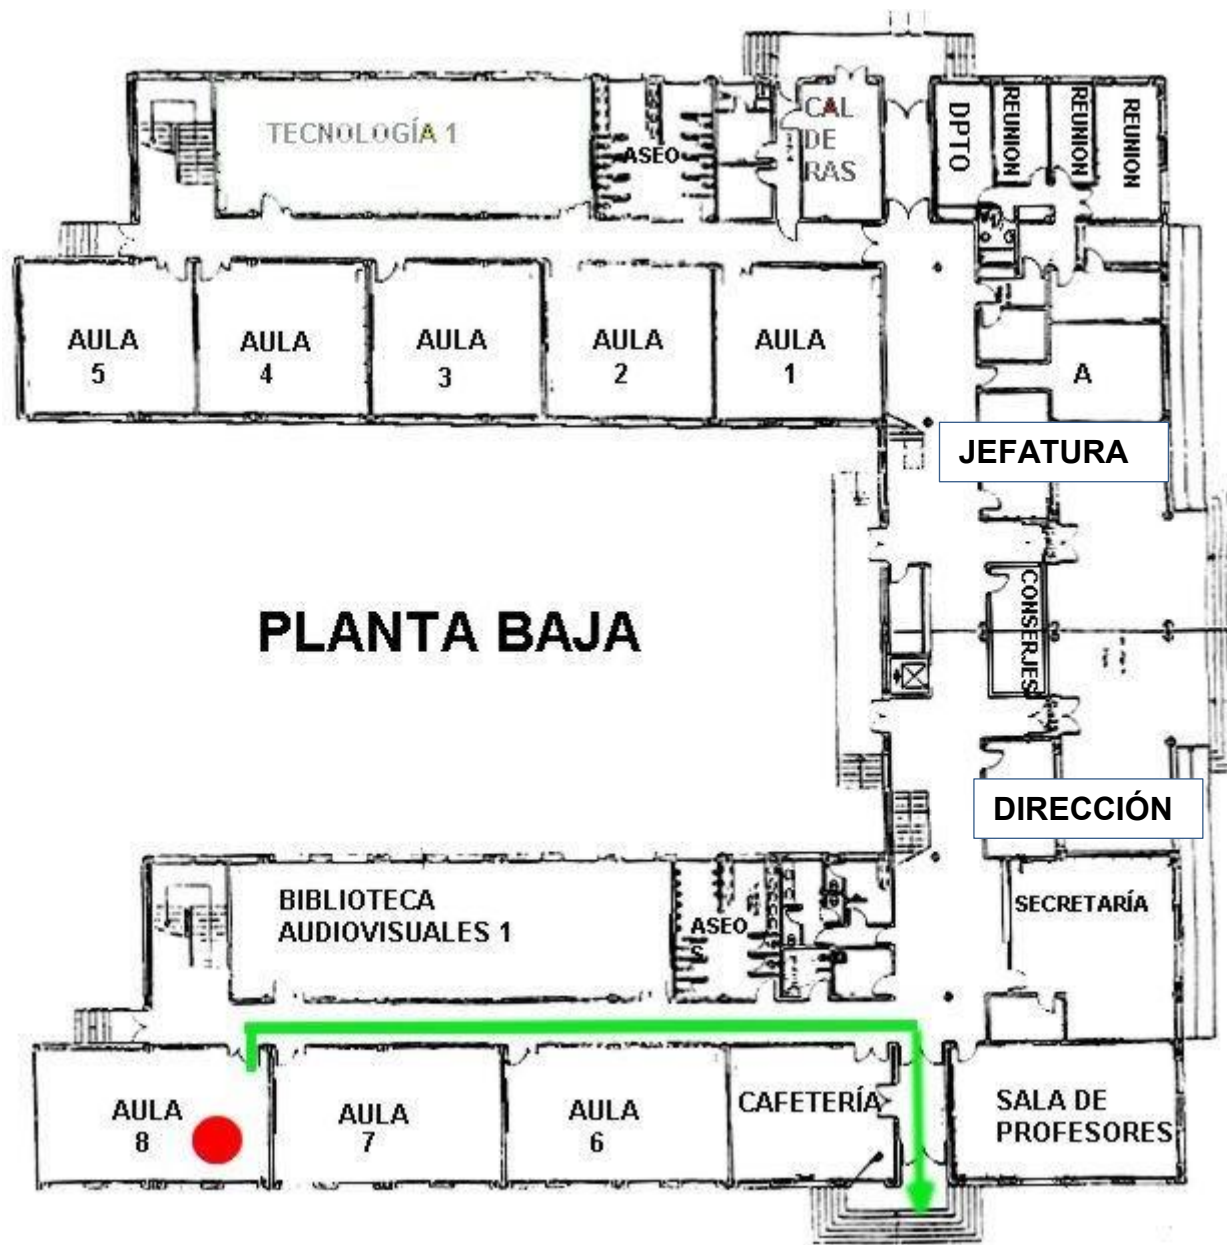 TECNOLOGÍA 1
ASEO
CAL
DE
RAS
DPTO
REUNION
REUNION
REUNION
AULA
5
AULA
4
AULA
3
AULA
2
AULA
1
A
JEFATURA
PLANTA BAJA
CONSERJES
DIRECCIÓN
BIBLIOTECA
AUDIOVISUALES 1
ASEO
SECRETARÍA
AULA
8
AULA
7
AULA
6
CAFETERÍA
SALA DE
PROFESORES